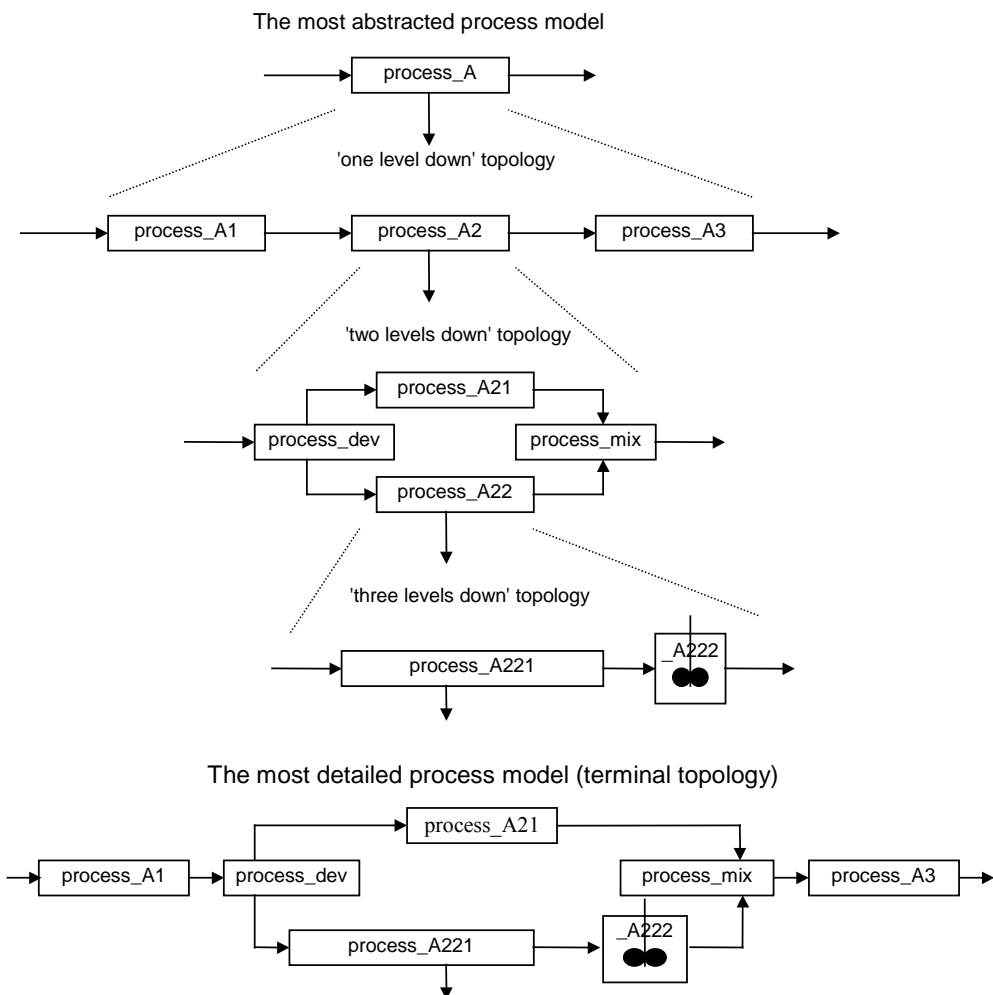 The most abstracted process model
process_A
'one level down' topology
process_A1 process_A2 process_A3
'two levels down' topology
process_A21
process_dev process_mix
process_A22
'three levels down' topology
_A222
process_A221
The most detailed process model (terminal topology)
process_A21
process_A1 process_dev process_mix process_A3
_A222
process_A221